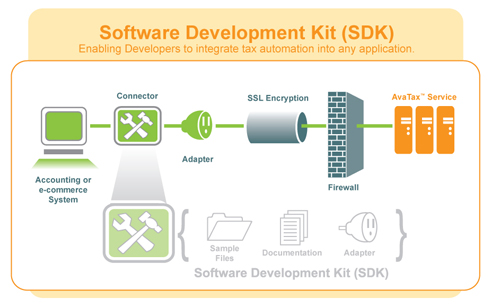 Software Development Kit (SDK)
Enabling Developers to integrate tax automation into any application.
Connector
SSL Encryption
AvaTax™ Service
Adapter
Accounting or
e-commerce
System
Firewall
Sample
Files
Documentation
Adapter
Software Development Kit (SDK)